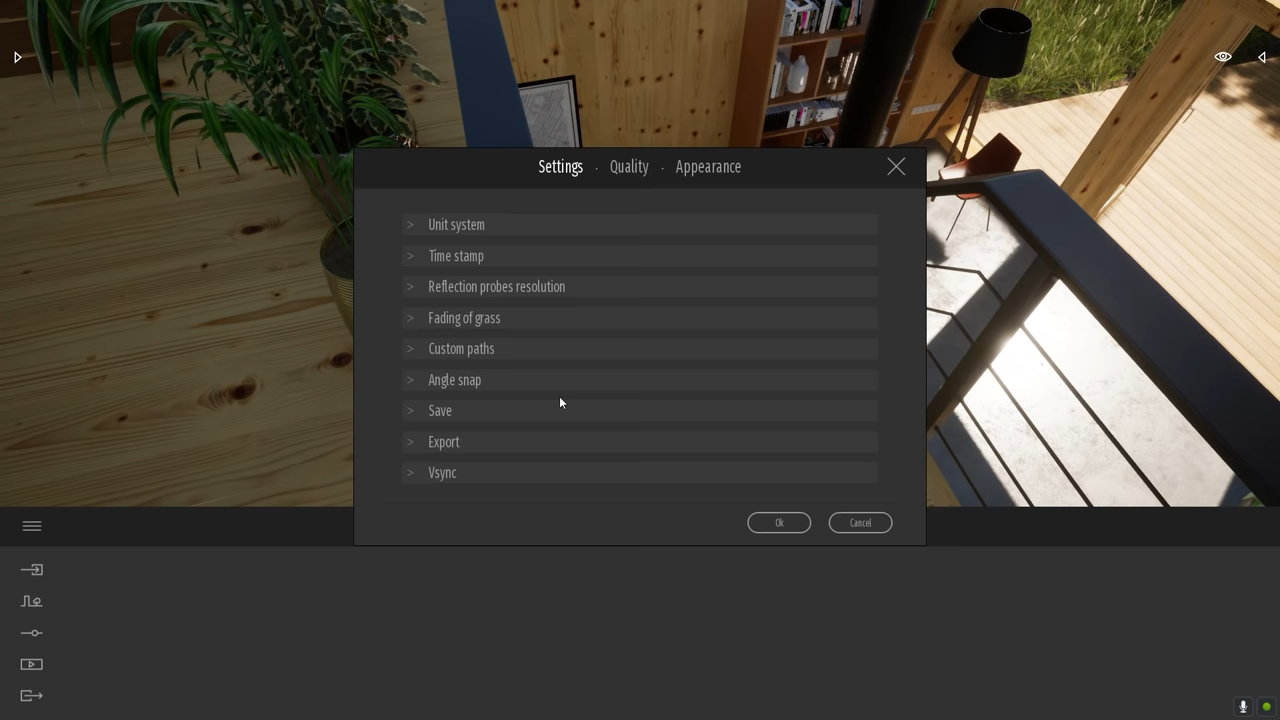 Settings · Quality · Appearance
> Unit system
> Time stamp
> Reflection probes resolution
> Fading of grass
> Custom paths
> Angle snap
> Save
> Export
> Vsync
Ok Cancel